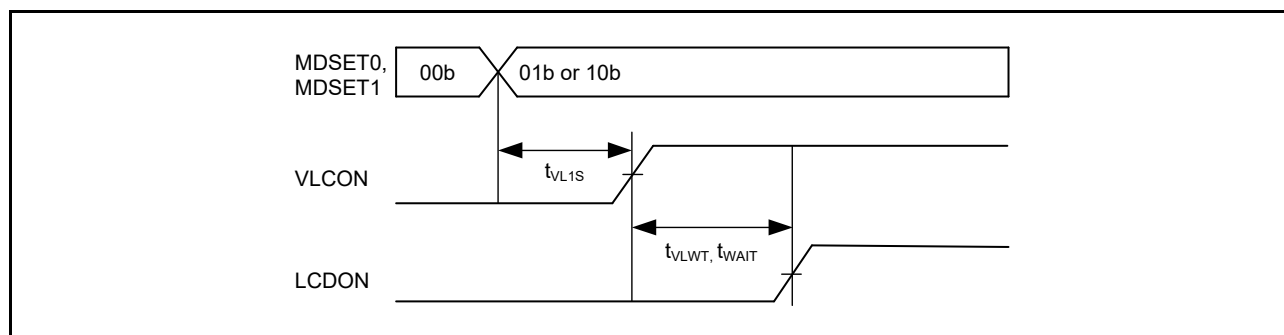 MDSET0,
MDSET1
00b
01b or 10b
tVL1S
VLCON
tVLWT, tWAIT
LCDON